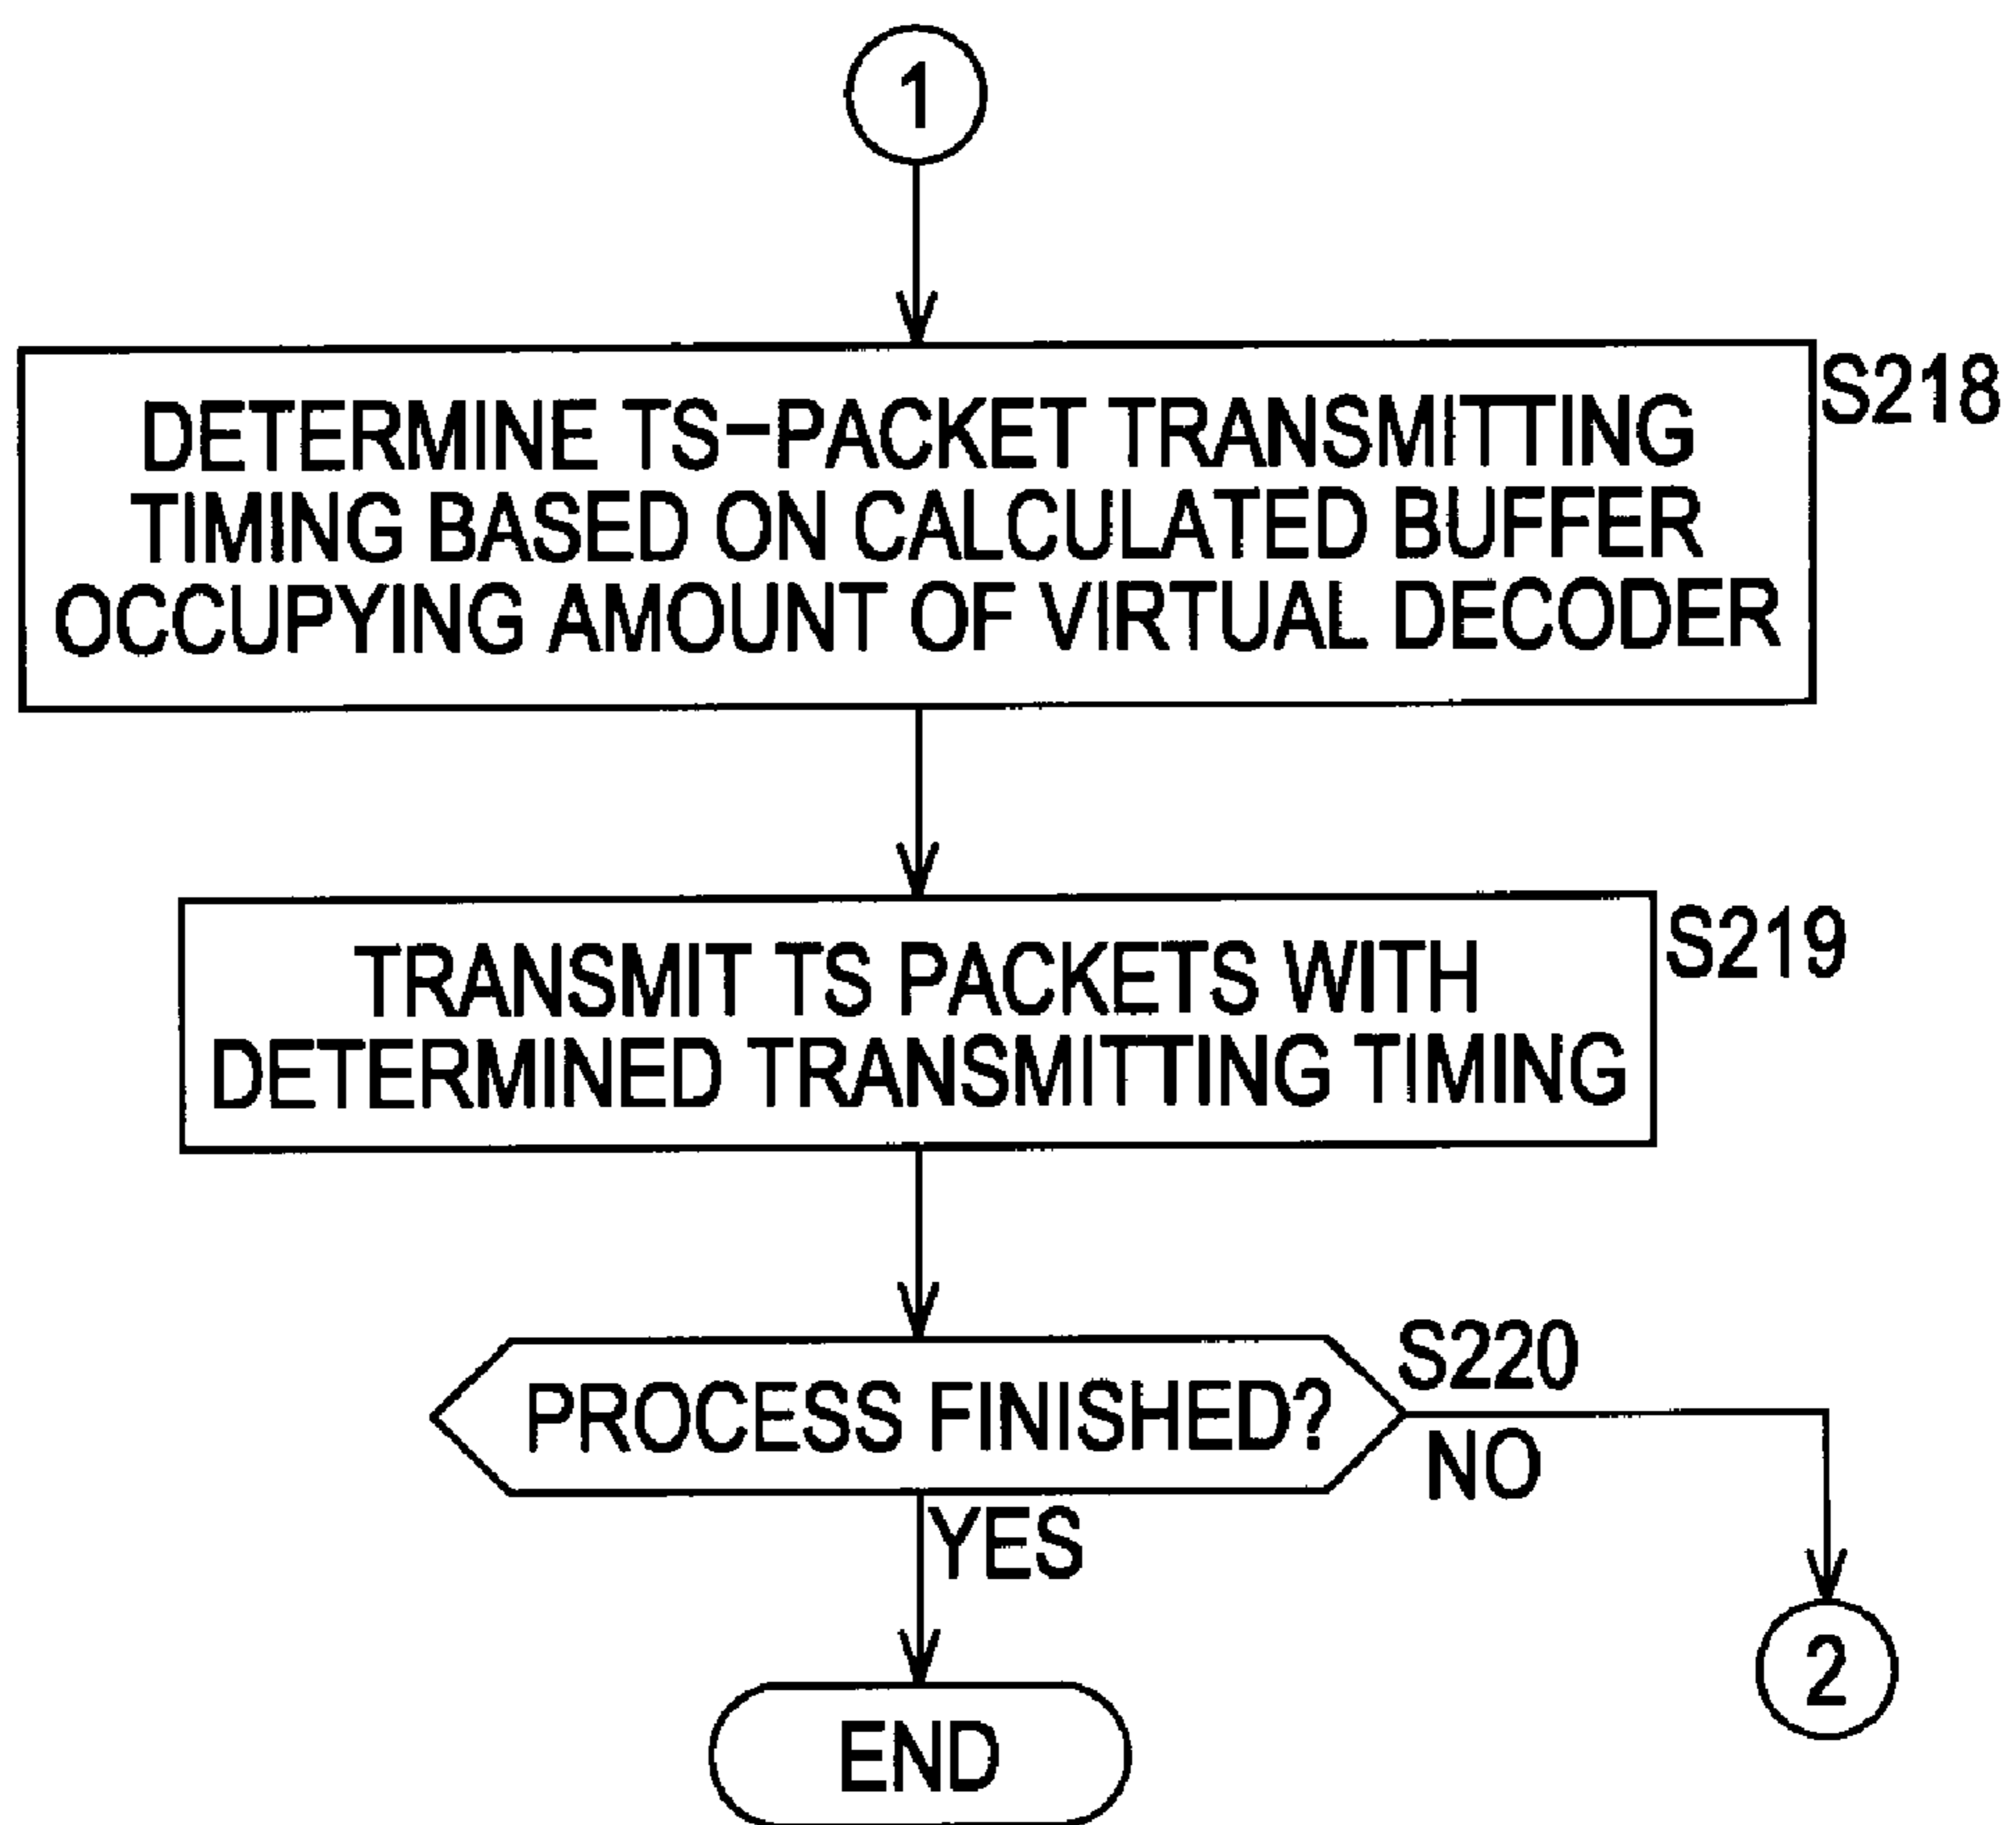 1
DETERMINE TS-PACKET TRANSMITTING
TIMING BASED ON CALCULATED BUFFER
OCCUPYING AMOUNT OF VIRTUAL DECODER
S218
TRANSMIT TS PACKETS WITH
DETERMINED TRANSMITTING TIMING
S219
PROCESS FINISHED?
S220
NO
YES
END
2